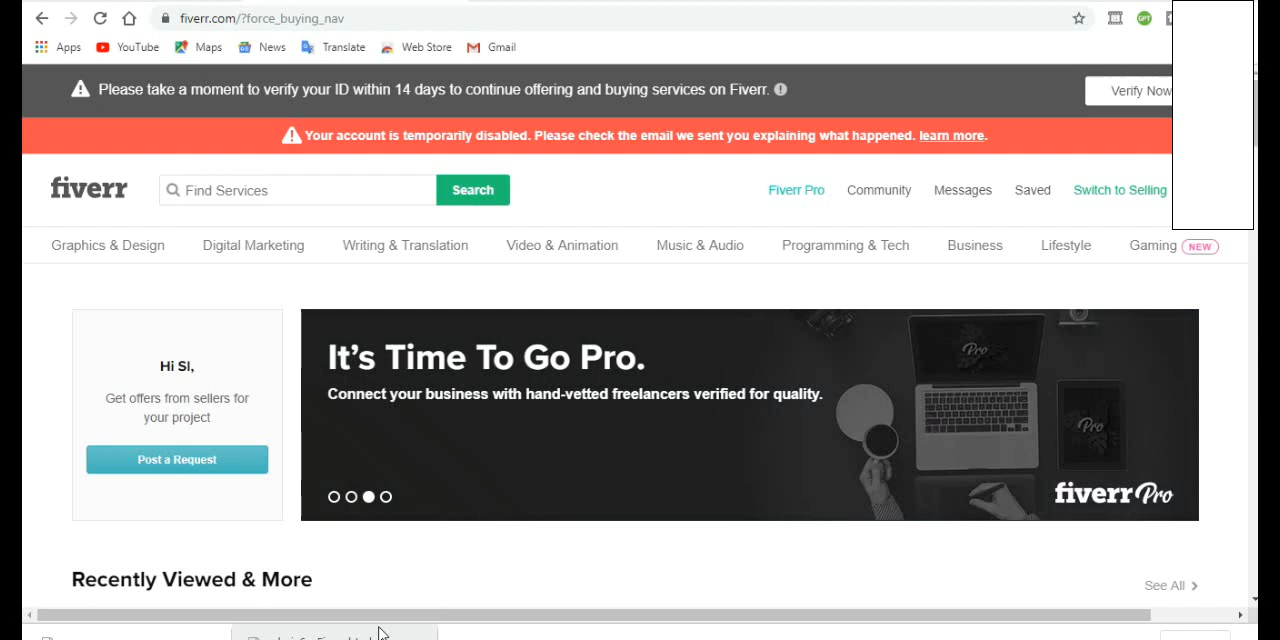 fiverr.com/?force_buying_nav
GPT
Apps YouTube Maps News Translate Web Store Gmail
Please take a moment to verify your ID within 14 days to continue offering and buying services on Fiverr.
Verify Now
Your account is temporarily disabled. Please check the email we sent you explaining what happened. learn more.
fiverr Find Services Search Fiverr Pro Community Messages Saved Switch to Selling
Graphics & Design Digital Marketing Writing & Translation Video & Animation Music & Audio Programming & Tech Business Lifestyle Gaming NEW
Hi Sl,
Get offers from sellers for
your project
Post a Request
It's Time To Go Pro.
Connect your business with hand-vetted freelancers verified for quality.
Pro
Pro
fiverr Pro
Recently Viewed & More
See All